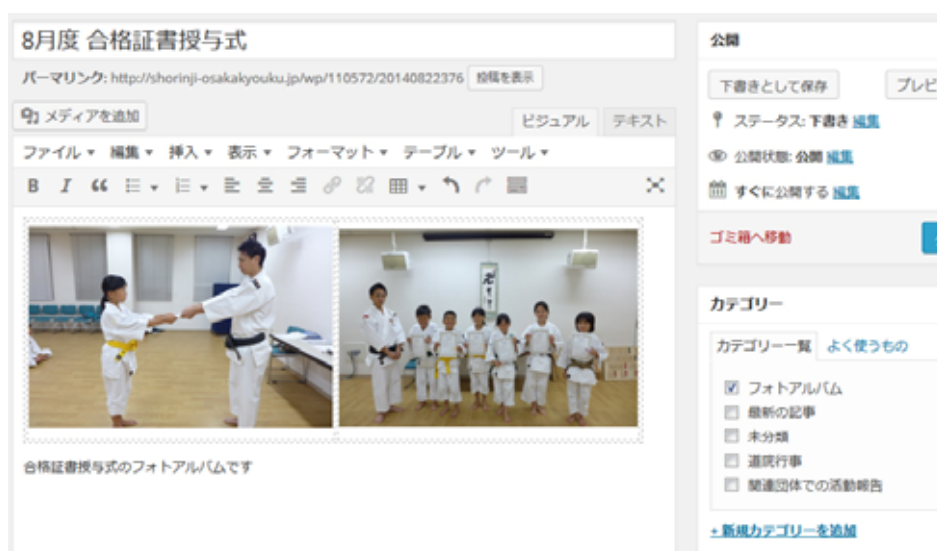 8月度 合格証書授与式
パーマリンク: http://shorinji-osakakyouku.jp/wp/110572/20140822376 投稿を表示
メディアを追加
ビジュアル テキスト
ファイル 編集 挿入 表示 フォーマット テーブル ツール
B I
合格証書授与式のフォトアルバムです
公開
下書きとして保存 プレビ
ステータス: 下書き 編集
公開状態: 公開 編集
すぐに公開する 編集
ゴミ箱へ移動
カテゴリー
カテゴリー一覧 よく使うもの
フォトアルバム
最新の記事
未分類
道院行事
関連団体での活動報告
+ 新規カテゴリーを追加